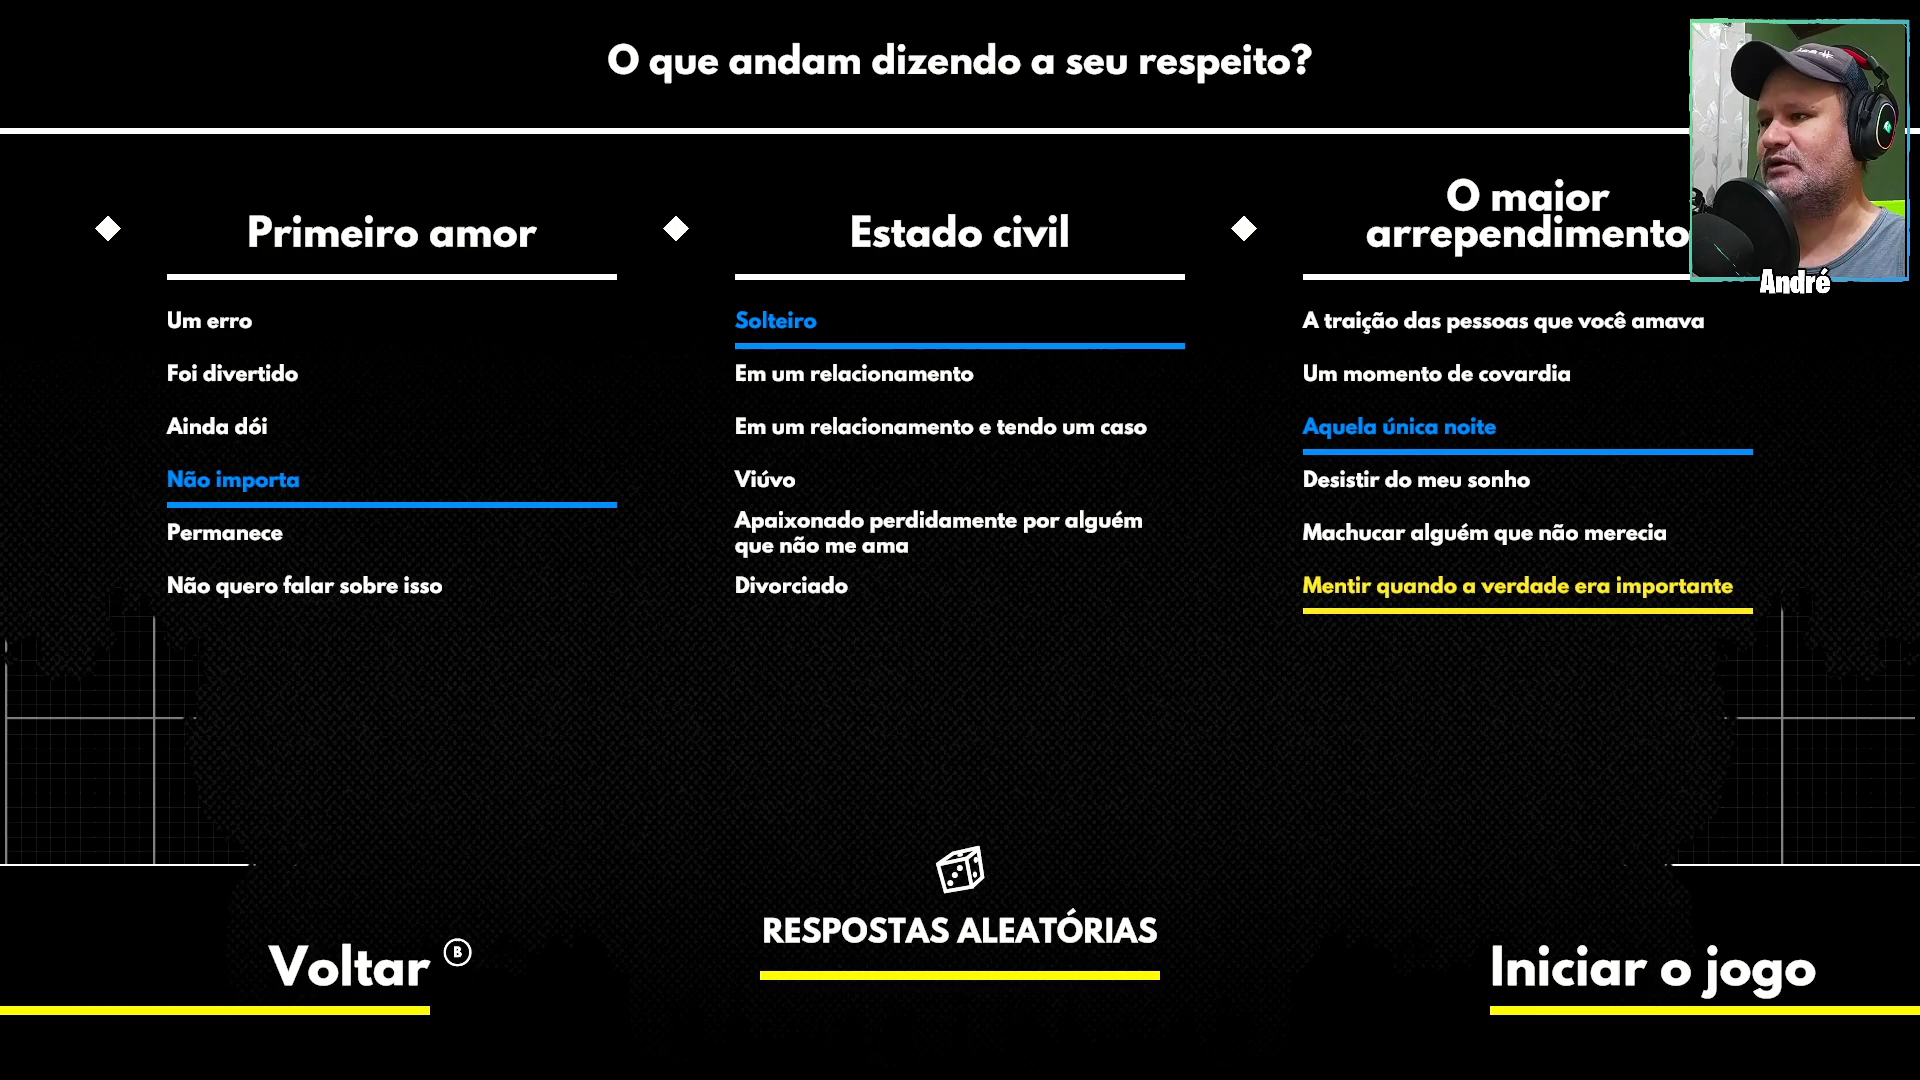 O que andam dizendo a seu respeito?
Primeiro amor
Um erro
Foi divertido
Ainda dói
Não importa
Permanece
Não quero falar sobre isso
Estado civil
Solteiro
Em um relacionamento
Em um relacionamento e tendo um caso
Viúvo
Apaixonado perdidamente por alguém
que não me ama
Divorciado
O maior
arrependimento
A traição das pessoas que você amava
Um momento de covardia
Aquela única noite
Desistir do meu sonho
Machucar alguém que não merecia
Mentir quando a verdade era importante
André
RESPOSTAS ALEATÓRIAS
Voltar B
Iniciar o jogo